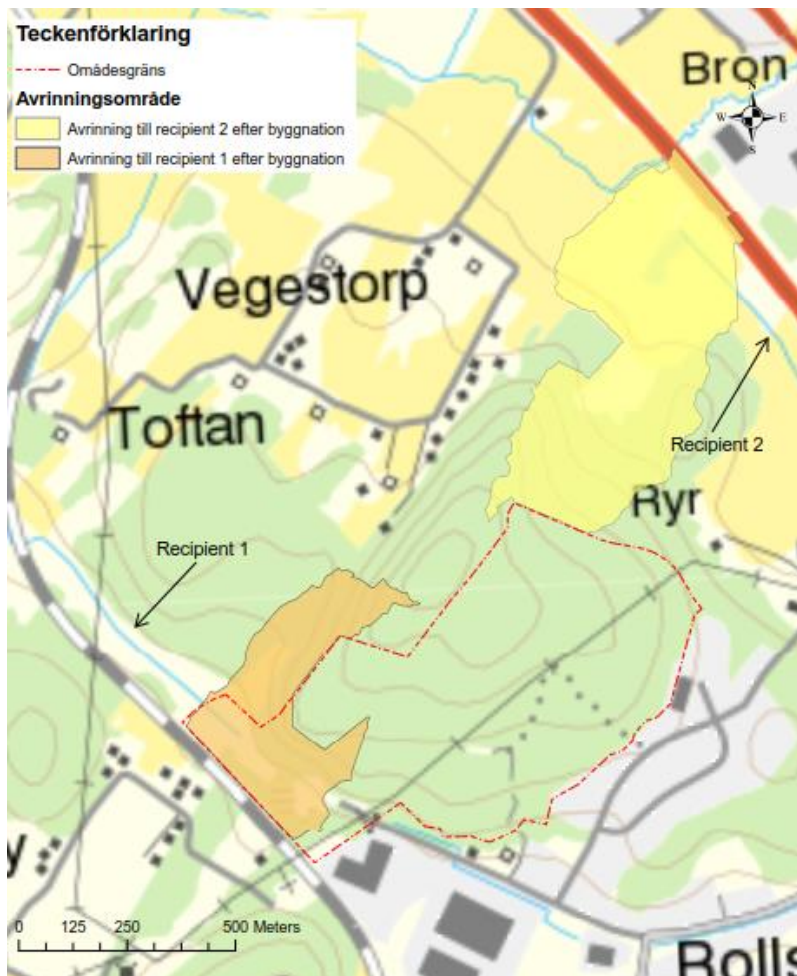 Teckenförklaring
Omådesgräns
Avrinningsområde
Avrinning till recipient 2 efter byggnation
Avrinning till recipient 1 efter byggnation
Bron
N
W E
S
Vegestorp
Toftan
Recipient 2
Ryr
Recipient 1
y
0 125 250 500 Meters
Rolls